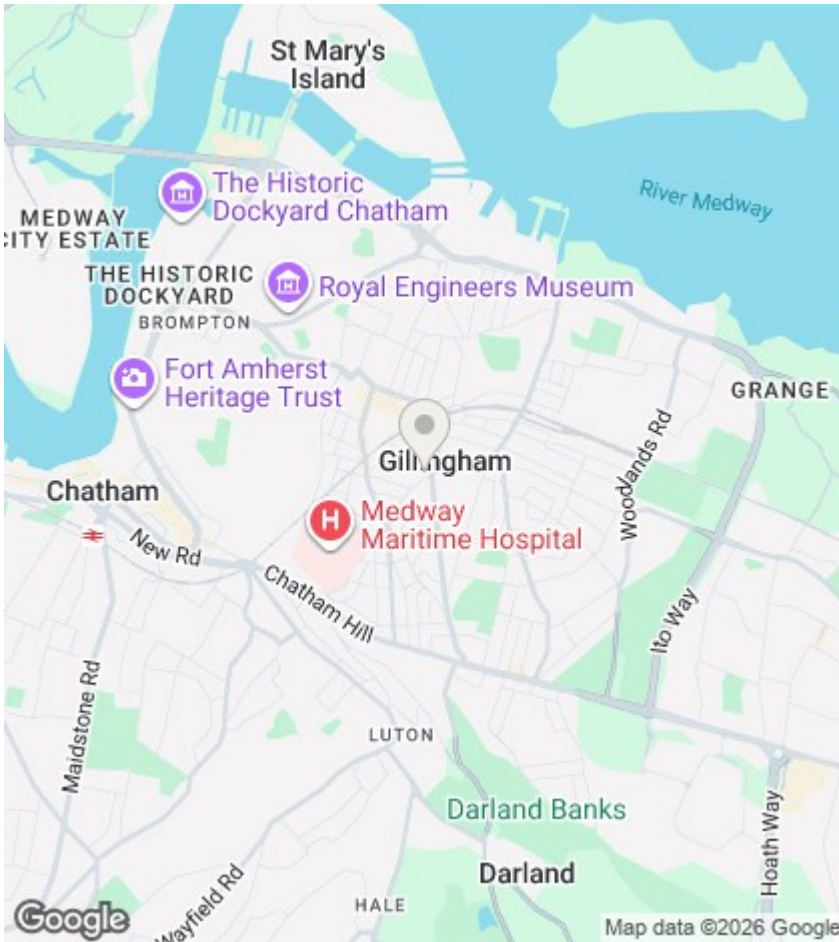 St Mary's
Island
River Medway
The Historic
Dockyard Chatham
MEDWAY
CITY ESTATE
THE HISTORIC
DOCKYARD
Royal Engineers Museum
BROMPTON
Fort Amherst
Heritage Trust
GRANGE
Woodlands Rd
Gillingham
Chatham
H
Medway
Maritime Hospital
New Rd
Chatham Hill
Ito Way
Maidstone Rd
LUTON
Darland Banks
Hoath Way
Darland
HALE
Wayfield Rd
Google
Map data ©2026 Google